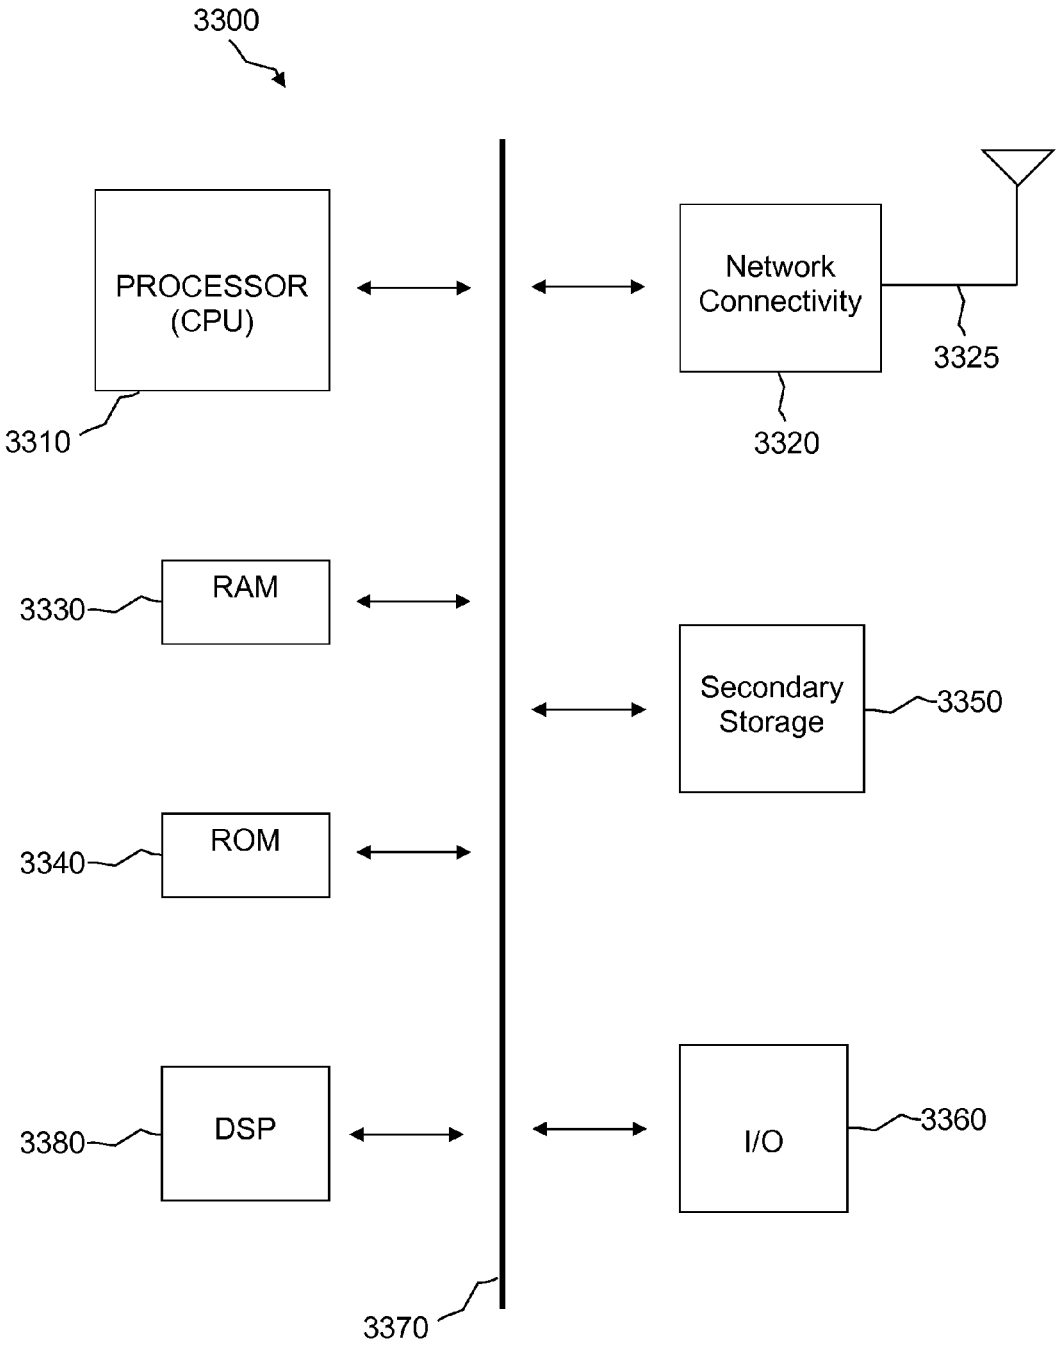 3300
PROCESSOR
(CPU)
3310
Network
Connectivity
3325
3320
RAM
3330
Secondary
Storage
3350
ROM
3340
DSP
3380
I/O
3360
3370